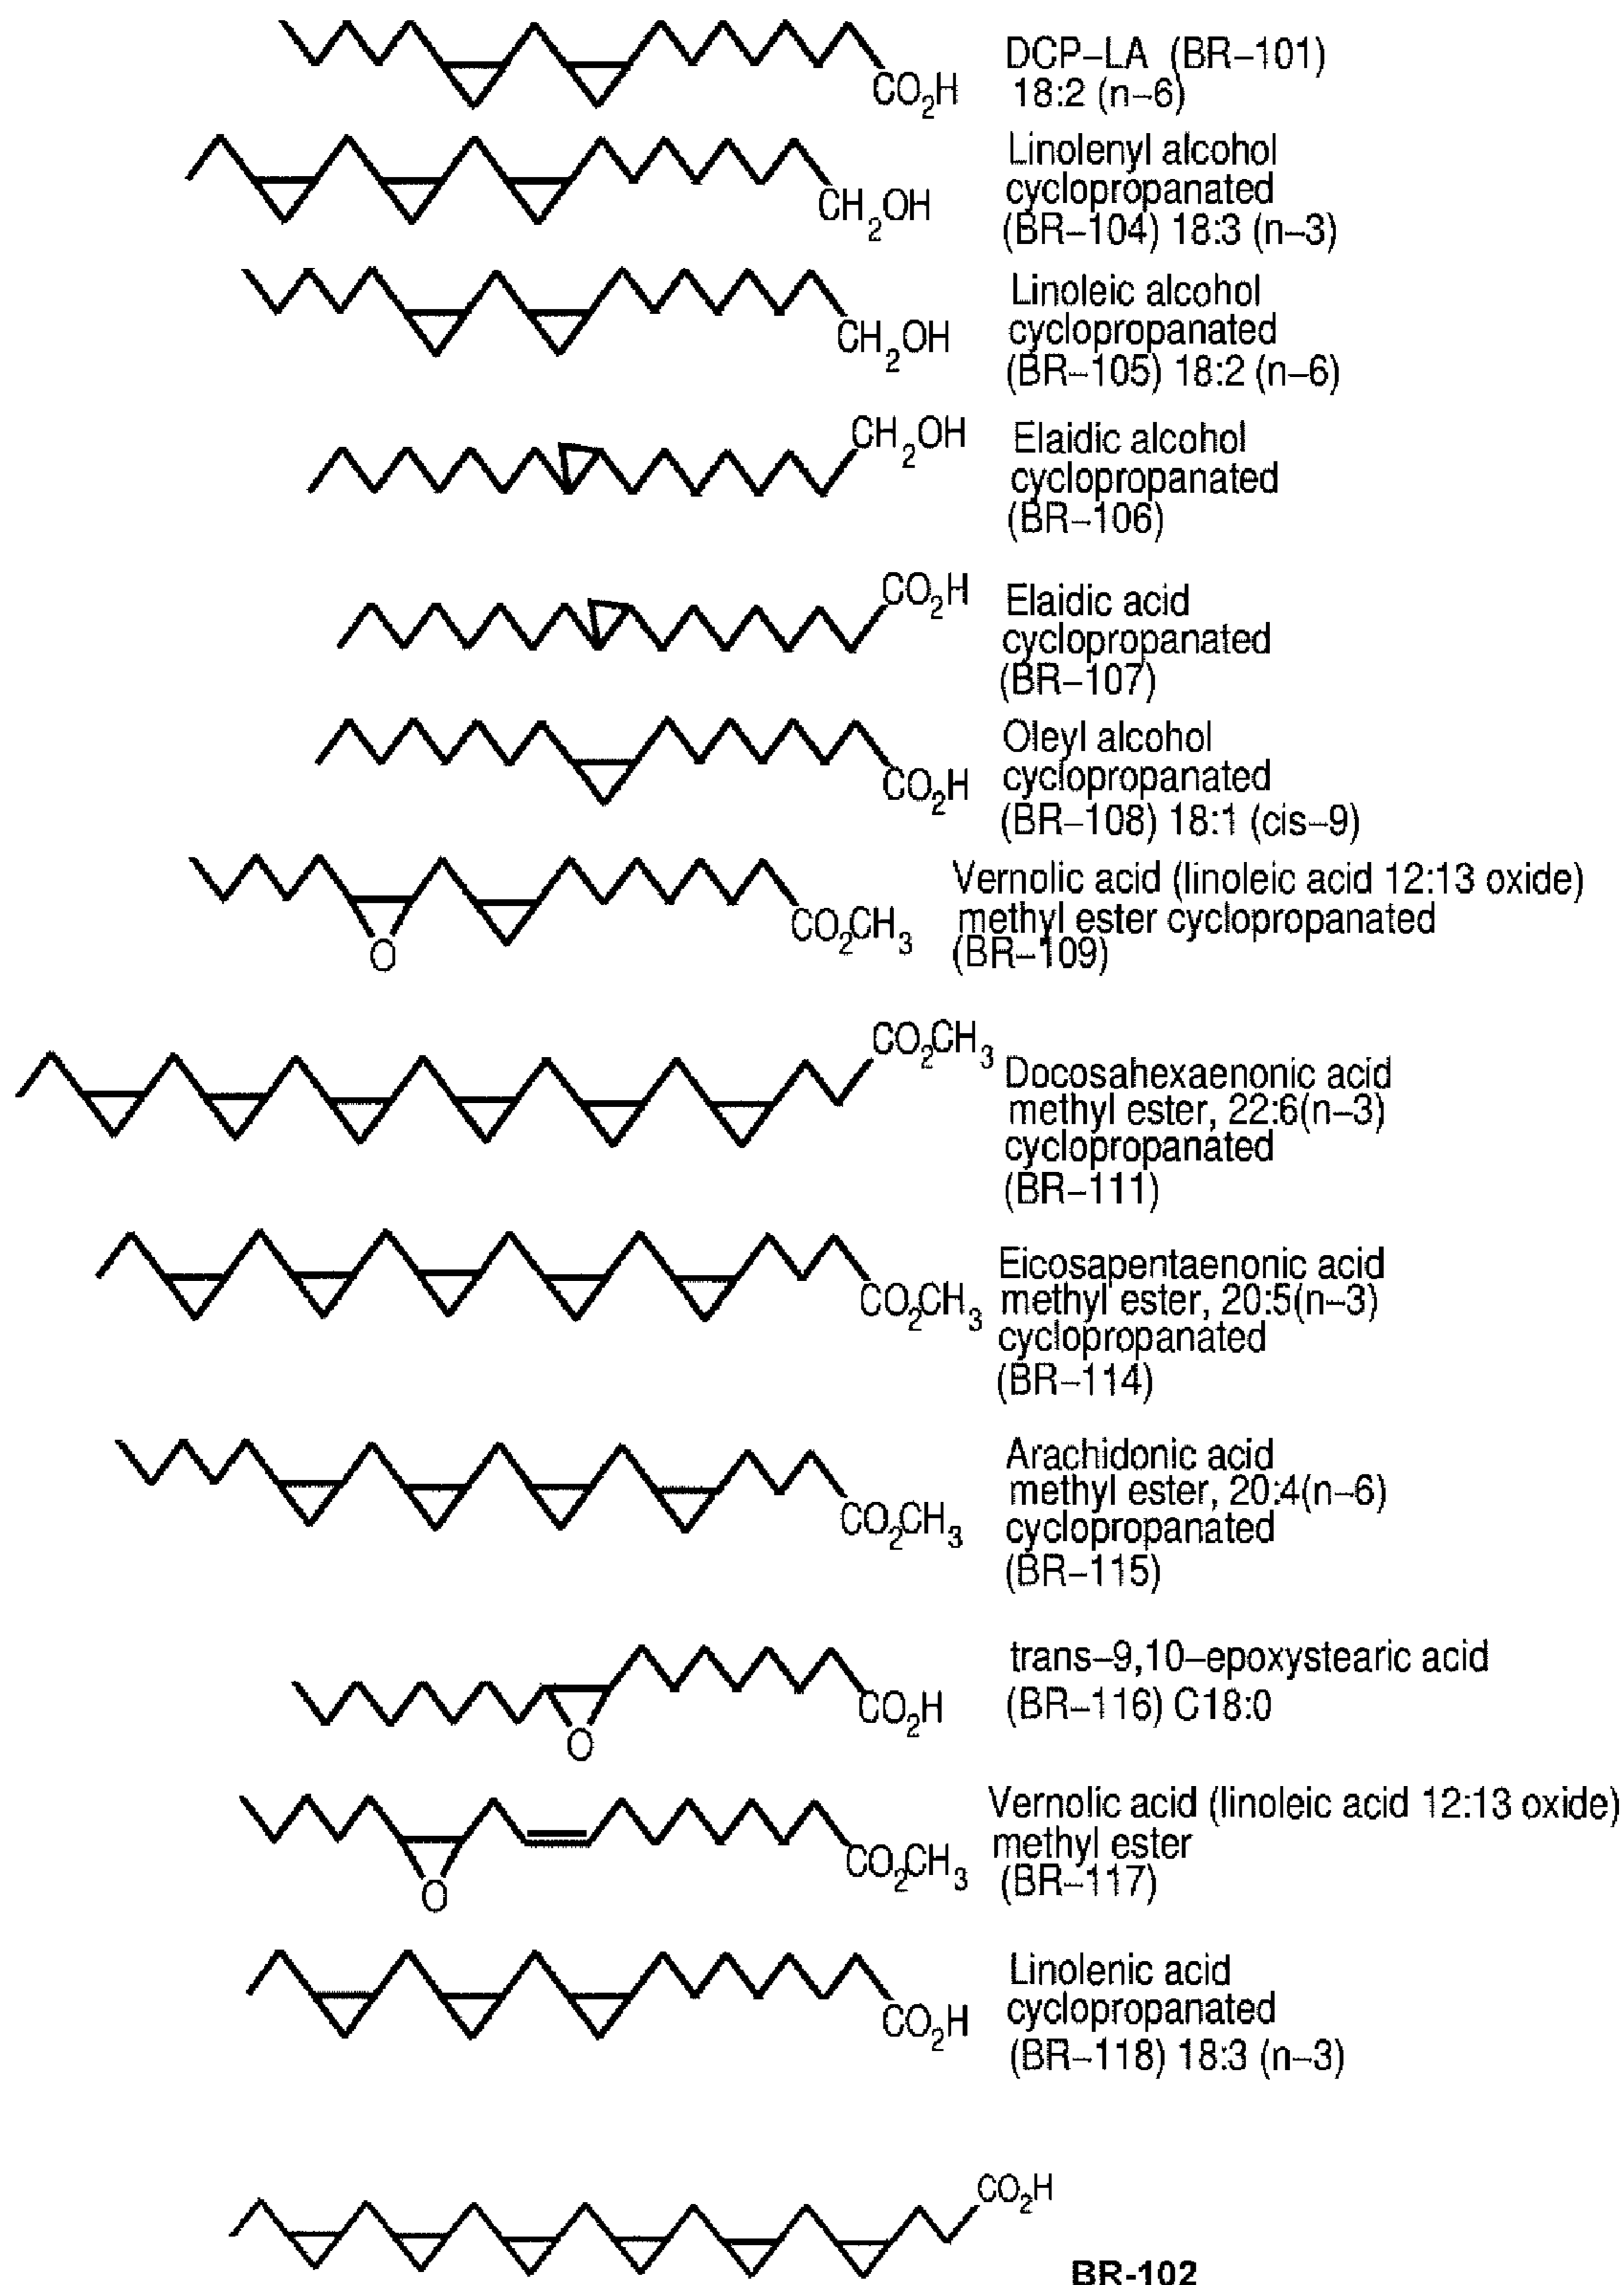 DCP–LA (BR–101)
CO2H 18:2 (n–6)
Linolenyl alcohol
cyclopropanated
CH2OH (BR–104) 18:3 (n–3)
Linoleic alcohol
cyclopropanated
CH2OH (BR–105) 18:2 (n–6)
CH2OH Elaidic alcohol
cyclopropanated
(BR–106)
CO2H Elaidic acid
cyclopropanated
(BR–107)
Oleyl alcohol
CO2H cyclopropanated
(BR–108) 18:1 (cis–9)
Vernolic acid (linoleic acid 12:13 oxide)
CO2CH3 methyl ester cyclopropanated
O (BR–109)
CO2CH3
Docosahexaenonic acid
methyl ester, 22:6(n–3)
cyclopropanated
(BR–111)
Eicosapentaenonic acid
CO2CH3 methyl ester, 20:5(n–3)
cyclopropanated
(BR–114)
Arachidonic acid
methyl ester, 20:4(n–6)
CO2CH3 cyclopropanated
(BR–115)
trans–9,10–epoxystearic acid
CO2H (BR–116) C18:0
O
Vernolic acid (linoleic acid 12:13 oxide)
methyl ester
CO2CH3 (BR–117)
O
Linolenic acid
cyclopropanated
CO2H (BR–118) 18:3 (n–3)
CO2H
BR-102